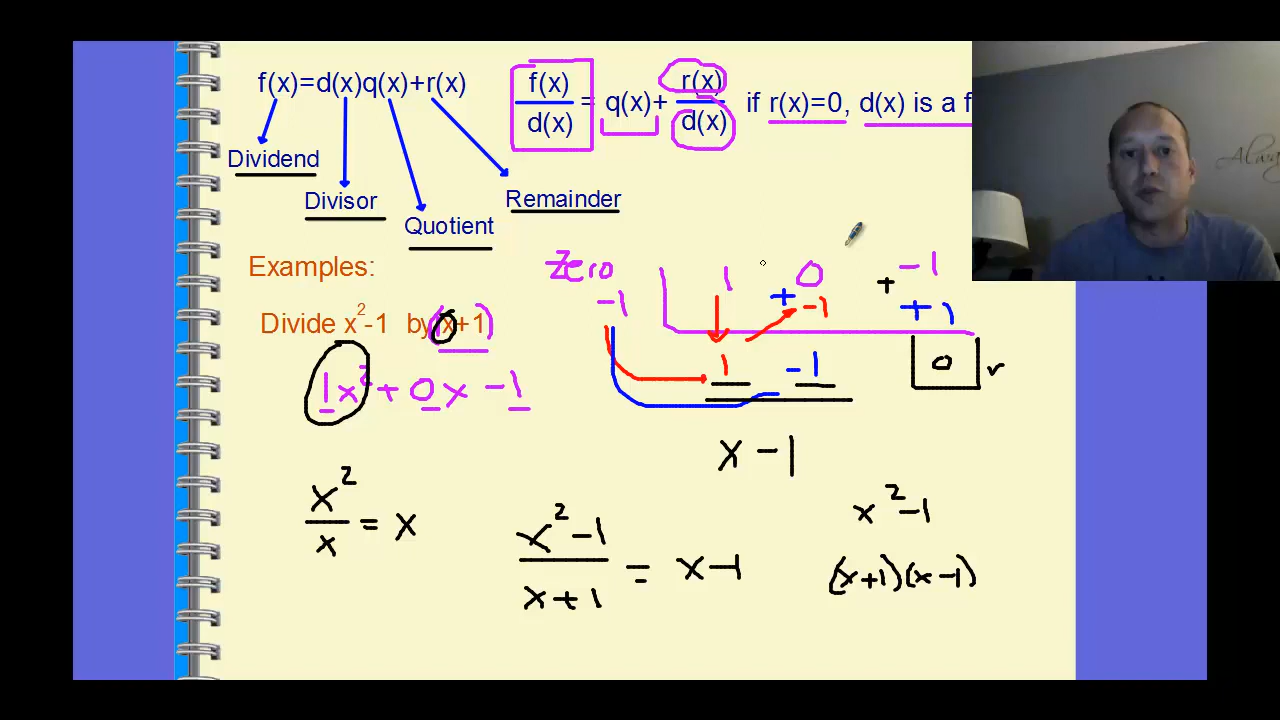 f(x)=d(x)q(x)+r(x)
f(x)
d(x)
= q(x)+
r(x)
d(x)
if r(x)=0, d(x) is a f
Dividend
Divisor
Quotient
Remainder
Examples:
Divide x²-1 by (x+1)
1x² + 0x - 1
Zero
-1
1 0 + -1
+ -1 + 1
1 -1 0 r
x - 1
x²
x
= x
x² - 1
x + 1
= x - 1
x² - 1
(x+1)(x-1)